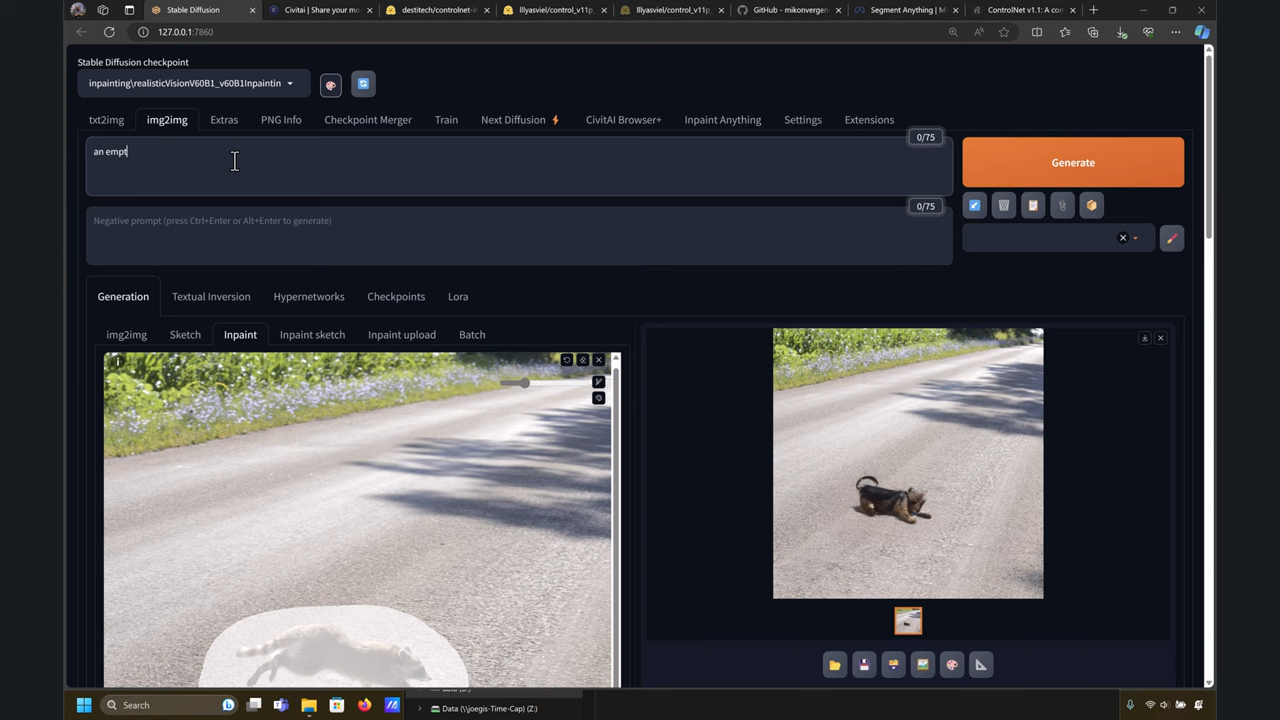 Stable Diffusion
Civitai | Share your mo
destitech/controlnet-in
lllyasviel/control_v11p_
lllyasviel/control_v11p_
GitHub - mikonvergen
Segment Anything | M
ControlNet v1.1: A con
127.0.0.1:7860
Stable Diffusion checkpoint
inpainting\realisticVisionV60B1_v60B1Inpaintin
txt2img
img2img
Extras
PNG Info
Checkpoint Merger
Train
Next Diffusion
CivitAI Browser+
Inpaint Anything
Settings
Extensions
0/75
an empt
Generate
0/75
Negative prompt (press Ctrl+Enter or Alt+Enter to generate)
Generation
Textual Inversion
Hypernetworks
Checkpoints
Lora
img2img
Sketch
Inpaint
Inpaint sketch
Inpaint upload
Batch
Search
Data (\\joegis-Time-Cap) (Z:)